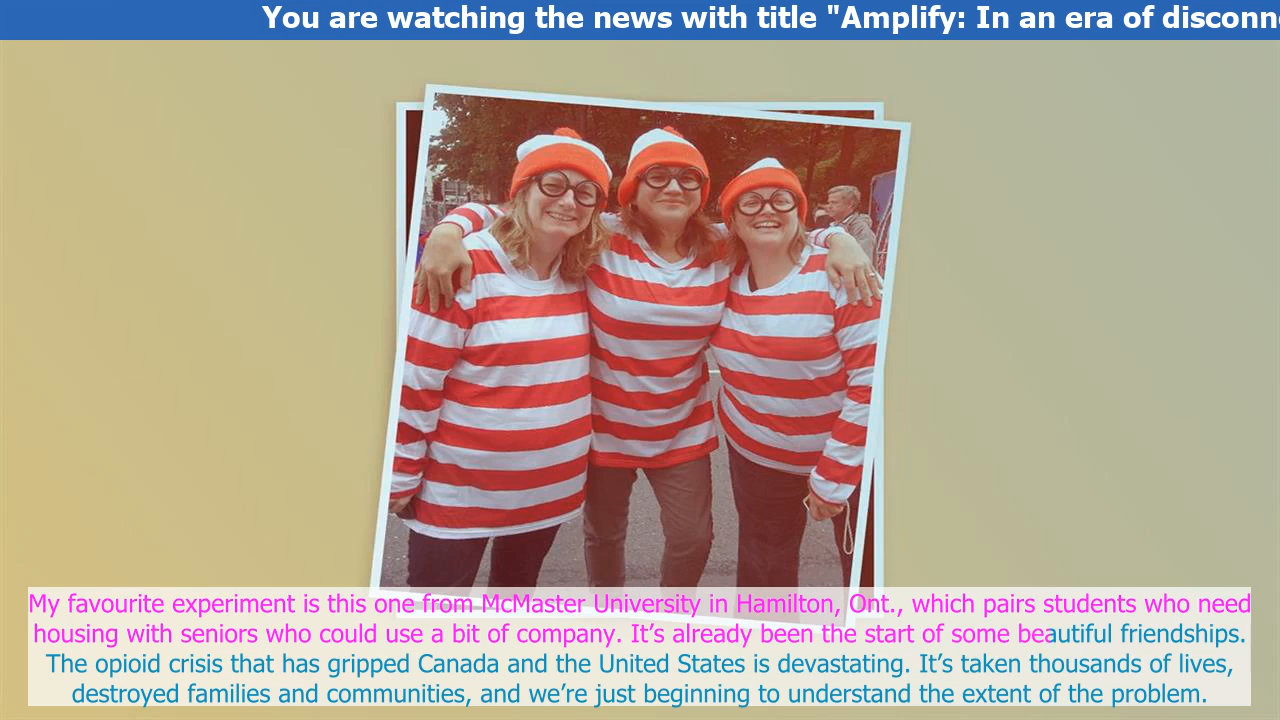 You are watching the news with title "Amplify: In an era of disconn
My favourite experiment is this one from McMaster University in Hamilton, Ont., which pairs students who need
housing with seniors who could use a bit of company. It’s already been the start of some beautiful friendships.
The opioid crisis that has gripped Canada and the United States is devastating. It’s taken thousands of lives,
destroyed families and communities, and we’re just beginning to understand the extent of the problem.